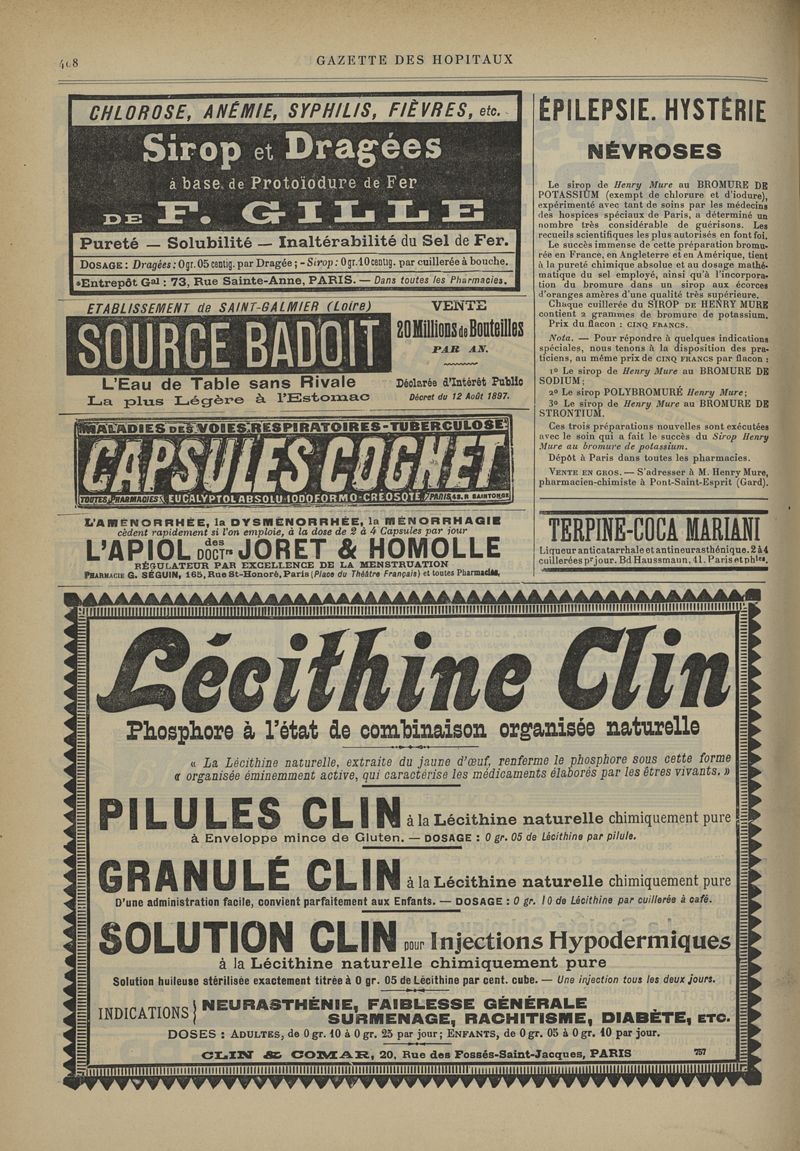 408
GAZETTE DES HOPITAUX
CHLOROSE, ANÉMIE, SYPHILIS, FIÈVRES, etc.
Sirop et Dragées
à base de Protoïodure de Fer
DE F. GILLE
Pureté — Solubilité — Inaltérabilité du Sel de Fer.
DOSAGE : Dragées : 0gr.05 centig. par Dragée ; - Sirop : 0gr.10 centig. par cuillerée à bouche.
Entrepôt Gal : 73, Rue Sainte-Anne, PARIS. — Dans toutes les Pharmacies.
ETABLISSEMENT de SAINT-GALMIER (Loire)
SOURCE BADOIT
L'Eau de Table sans Rivale
La plus Légère à l'Estomac
VENTE
20 Millions de Bouteilles
PAR AN.
Déclarée d'Intérêt Public
Décret du 12 Août 1897.
MALADIES DES VOIES RESPIRATOIRES - TUBERCULOSE
CAPSULES COGNET
TOUTES PHARMACIES EUCALYPTOL ABSOLU IODOFORMO-CRÉOSOTÉ PARIS, 43, R. SAINTONGE
L'AMÉNORRHÉE, la DYSMÉNORRHÉE, la MÉNORRHAGIE
cèdent rapidement si l'on emploie, à la dose de 2 à 4 Capsules par jour
L'APIOL des DOCTrs JORET & HOMOLLE
RÉGULATEUR PAR EXCELLENCE DE LA MENSTRUATION
PHARMACIE G. SÉGUIN, 165, Rue St-Honoré, Paris (Place du Théâtre Français) et toutes Pharmacies.
ÉPILEPSIE. HYSTÉRIE
NÉVROSES
Le sirop de Henry Mure au BROMURE DE
POTASSIUM (exempt de chlorure et d'iodure),
expérimenté avec tant de soins par les médecins
des hospices spéciaux de Paris, a déterminé un
nombre très considérable de guérisons. Les
recueils scientifiques les plus autorisés en font foi.
Le succès immense de cette préparation bromu-
rée en France, en Angleterre et en Amérique, tient
à la pureté chimique absolue et au dosage mathé-
matique du sel employé, ainsi qu'à l'incorpora-
tion du bromure dans un sirop aux écorces
d'oranges amères d'une qualité très supérieure.
Chaque cuillerée du SIROP DE HENRY MURE
contient 2 grammes de bromure de potassium.
Prix du flacon : CINQ FRANCS.
Nota. — Pour répondre à quelques indications
spéciales, nous tenons à la disposition des pra-
ticiens, au même prix de CINQ FRANCS par flacon :
1º Le sirop de Henry Mure au BROMURE DE
SODIUM ;
2º Le sirop POLYBROMURÉ Henry Mure ;
3º Le sirop de Henry Mure au BROMURE DE
STRONTIUM.
Ces trois préparations nouvelles sont exécutées
avec le soin qui a fait le succès du Sirop Henry
Mure au bromure de potassium.
Dépôt à Paris dans toutes les pharmacies.
VENTE EN GROS. — S'adresser à M. Henry Mure,
pharmacien-chimiste à Pont-Saint-Esprit (Gard).
TERPINE-COCA MARIANI
Liqueur anticatarrhale et antineurasthénique. 2 à 4
cuillerées pr jour. Bd Haussmann, 41. Paris et phies.
Lécithine Clin
Phosphore à l'état de combinaison organisée naturelle
« La Lécithine naturelle, extraite du jaune d'œuf, renferme le phosphore sous cette forme
« organisée éminemment active, qui caractérise les médicaments élaborés par les êtres vivants. »
PILULES CLIN à la Lécithine naturelle chimiquement pure
à Enveloppe mince de Gluten. — DOSAGE : 0 gr. 05 de Lécithine par pilule.
GRANULÉ CLIN à la Lécithine naturelle chimiquement pure
D'une administration facile, convient parfaitement aux Enfants. — DOSAGE : 0 gr. 10 de Lécithine par cuillerée à café.
SOLUTION CLIN pour Injections Hypodermiques
à la Lécithine naturelle chimiquement pure
Solution huileuse stérilisée exactement titrée à 0 gr. 05 de Lécithine par cent. cube. — Une injection tous les deux jours.
INDICATIONS } NEURASTHÉNIE, FAIBLESSE GÉNÉRALE
SURMENAGE, RACHITISME, DIABÈTE, ETC.
DOSES : ADULTES, de 0 gr. 10 à 0 gr. 25 par jour ; ENFANTS, de 0 gr. 05 à 0 gr. 10 par jour.
CLIN & COMAR, 20, Rue des Fossés-Saint-Jacques, PARIS 757